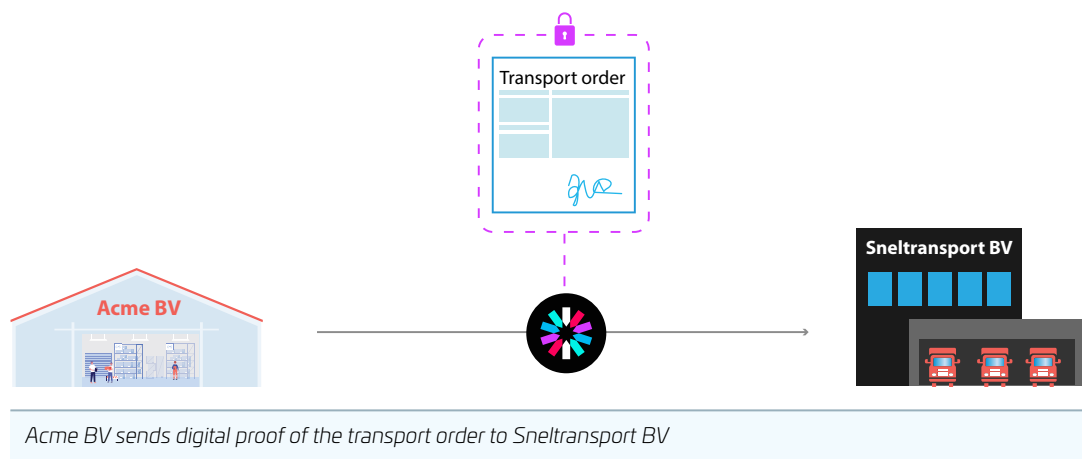 Transport order
Sneltransport BV
Acme BV
Acme BV sends digital proof of the transport order to Sneltransport BV